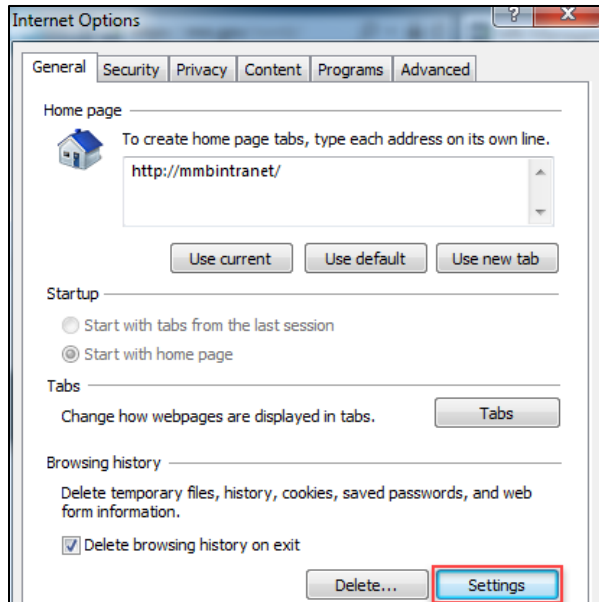 Internet Options
?
X
General Security Privacy Content Programs Advanced
Home page
To create home page tabs, type each address on its own line.
http://mmbintranet/
Use current Use default Use new tab
Startup
Start with tabs from the last session
Start with home page
Tabs
Change how webpages are displayed in tabs. Tabs
Browsing history
Delete temporary files, history, cookies, saved passwords, and web
form information.
Delete browsing history on exit
Delete... Settings